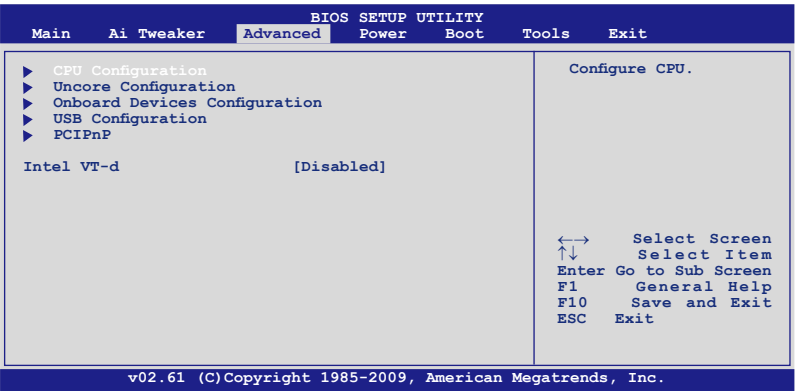 BIOS SETUP UTILITY
Main Ai Tweaker Advanced Power Boot Tools Exit
CPU Configuration
Uncore Configuration
Onboard Devices Configuration
USB Configuration
PCIPnP
Intel VT-d [Disabled]
Configure CPU.
←→ Select Screen
↑↓ Select Item
Enter Go to Sub Screen
F1 General Help
F10 Save and Exit
ESC Exit
v02.61 (C)Copyright 1985-2009, American Megatrends, Inc.